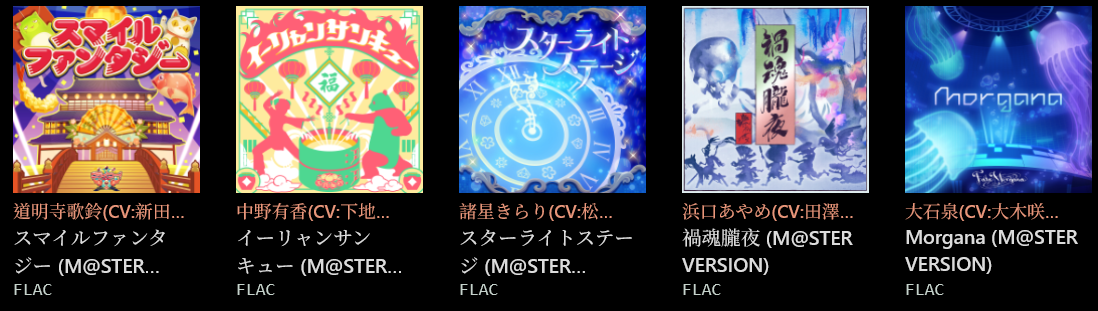 スマイル
ファンタジー
道明寺歌鈴(CV:新田...
スマイルファンタ
ジー (M@STER...
FLAC
イーリャンサンキュー
福
中野有香(CV:下地...
イーリャンサン
キュー (M@STER...
FLAC
スターライト
ステージ
XII
諸星きらり(CV:松...
スターライトステー
ジ (M@STER...
FLAC
禍魂朧夜
浜口あやめ(CV:田澤...
禍魂朧夜 (M@STER
VERSION)
FLAC
morgana
Fata Morgana
大石泉(CV:大木咲...
Morgana (M@STER
VERSION)
FLAC